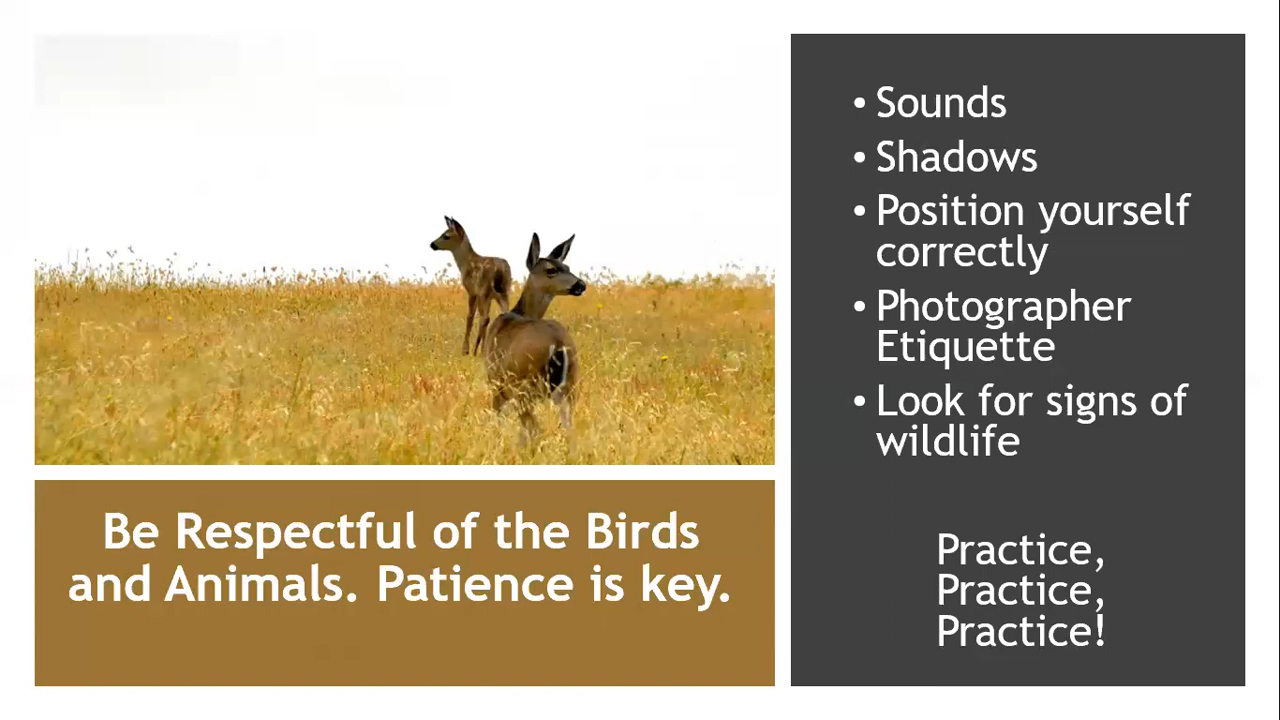 Be Respectful of the Birds
and Animals. Patience is key.
• Sounds
• Shadows
• Position yourself
correctly
• Photographer
Etiquette
• Look for signs of
wildlife
Practice,
Practice,
Practice!